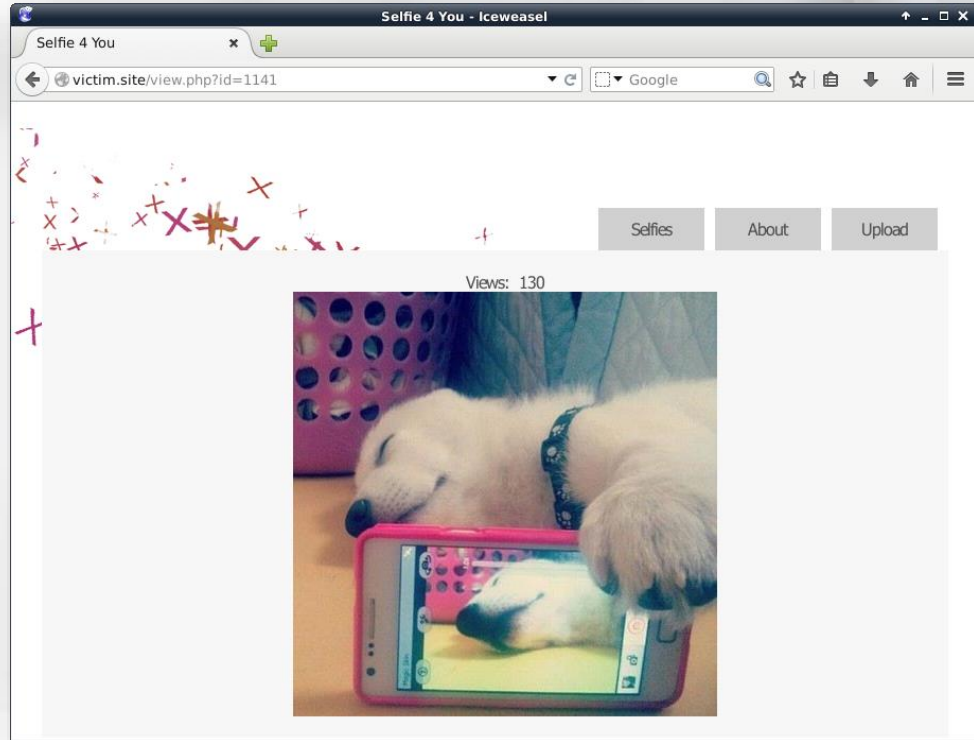 Selfie 4 You - Iceweasel
Selfie 4 You
victim.site/view.php?id=1141
Google
Selfies
About
Upload
Views: 130